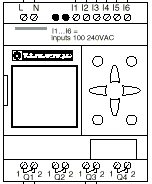 L N I1 I2 I3 I4 I5 I6
I1...I6 =
inputs 100 240VAC
1 2 1 2 1 2 1 2
Q1 Q2 Q3 Q4